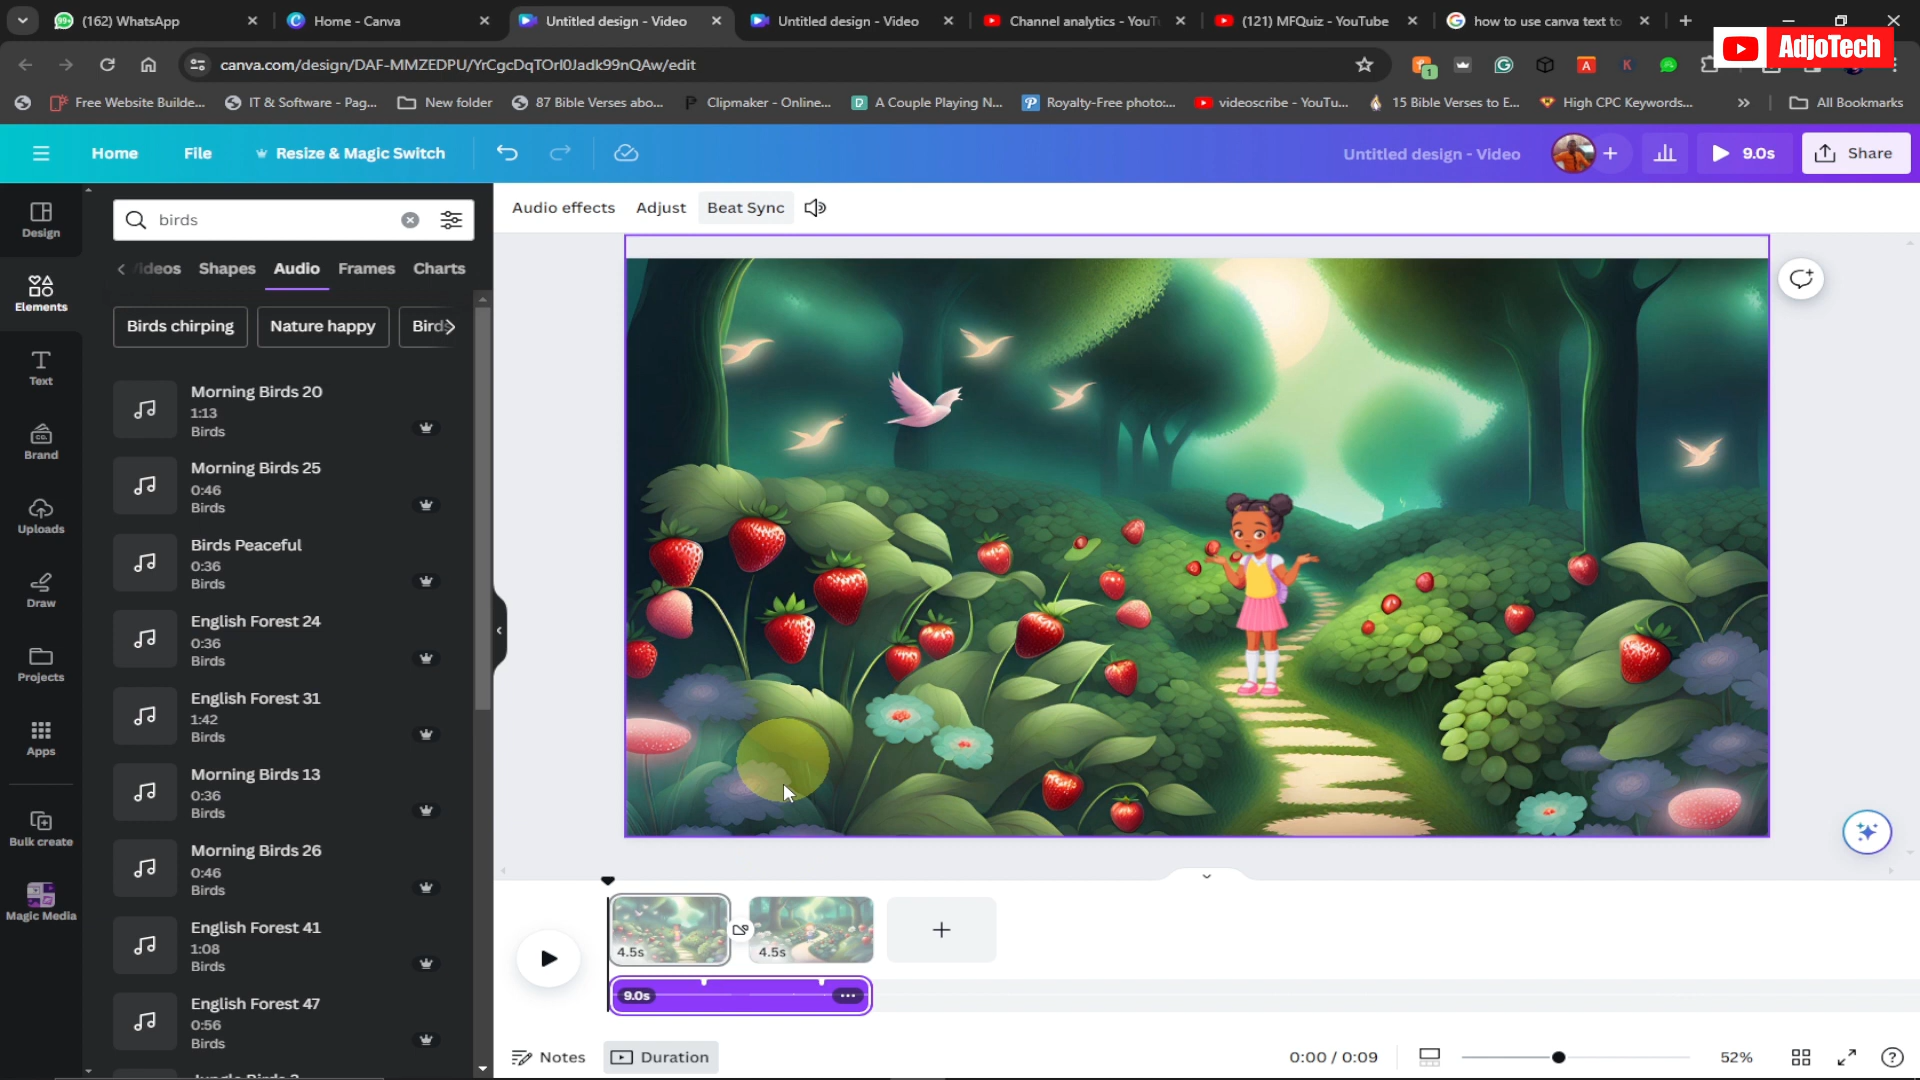 99+
(162) WhatsApp
Home - Canva
Untitled design - Video
Untitled design - Video
Channel analytics - YouTu
(121) MFQuiz - YouTube
how to use canva text to
AdjoTech
canva.com/design/DAF-MMZEDPU/YrCgcDqTOrI0Jadk99nQAw/edit
1
Free Website Builde...
IT & Software - Pag...
New folder
87 Bible Verses abo...
Clipmaker - Online...
A Couple Playing N...
Royalty-Free photo:...
videoscribe - YouTu...
15 Bible Verses to E...
High CPC Keywords...
All Bookmarks
Home
File
Resize & Magic Switch
Untitled design - Video
9.0s
Share
Design
Elements
Text
Brand
Uploads
Draw
Projects
Apps
Bulk create
Magic Media
birds
Videos
Shapes
Audio
Frames
Charts
Birds chirping
Nature happy
Birds
Morning Birds 20
1:13
Birds
Morning Birds 25
0:46
Birds
Birds Peaceful
0:36
Birds
English Forest 24
0:36
Birds
English Forest 31
1:42
Birds
Morning Birds 13
0:36
Birds
Morning Birds 26
0:46
Birds
English Forest 41
1:08
Birds
English Forest 47
0:56
Birds
Audio effects
Adjust
Beat Sync
4.5s
4.5s
9.0s
Notes
Duration
0:00 / 0:09
52%